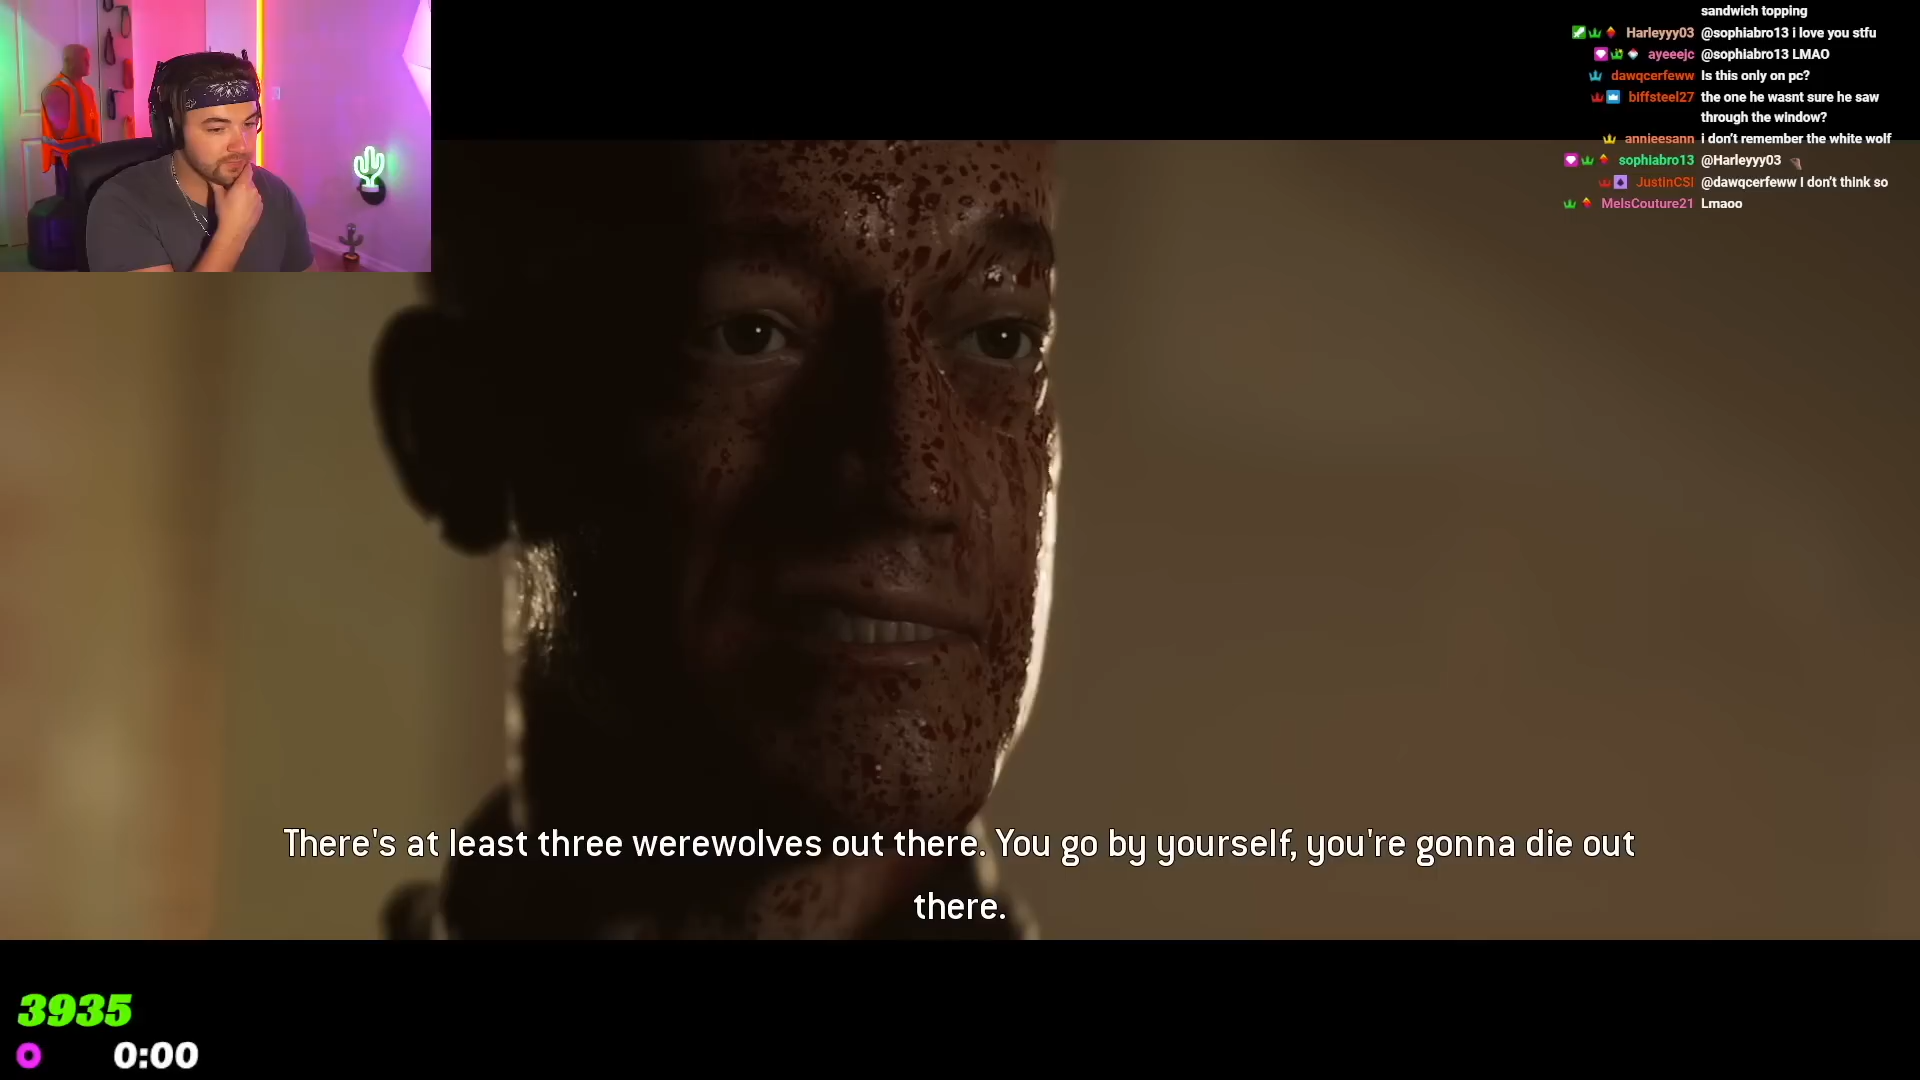 sandwich topping
Harleyyy03 @sophiabro13 i love you stfu
ayeeejc @sophiabro13 LMAO
dawqcerfeww Is this only on pc?
biffsteel27 the one he wasnt sure he saw
through the window?
annieesann i don't remember the white wolf
sophiabro13 @Harleyyy03
JustinCSI @dawqcerfeww I don't think so
MelsCouture21 Lmaoo
There's at least three werewolves out there. You go by yourself, you're gonna die out
there.
3935
0 0:00